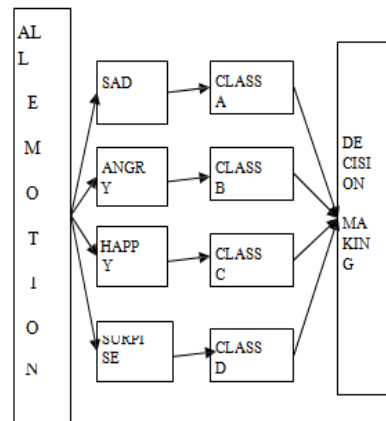 AL
L
E
M
O
T
I
O
N
SAD
CLASS
A
ANGR
Y
CLASS
B
HAPP
Y
CLASS
C
SURPI
SE
CLASS
D
DE
CISI
ON
MA
KIN
G